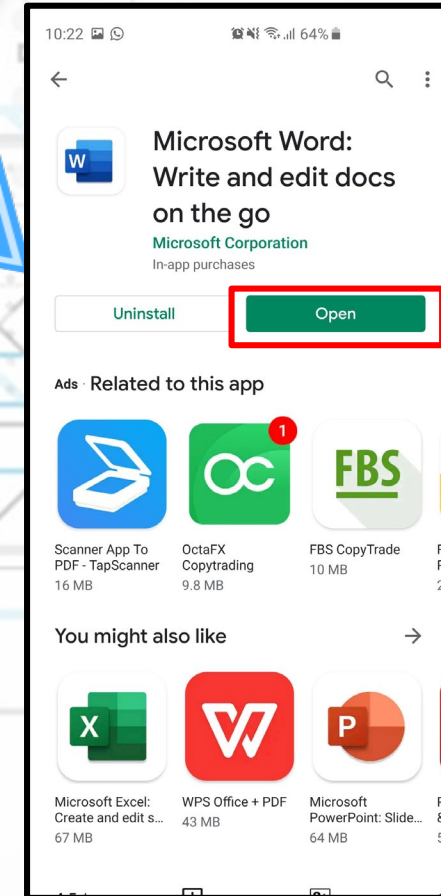 10:22 64%
W
Microsoft Word:
Write and edit docs
on the go
Microsoft Corporation
In-app purchases
Uninstall Open
Ads · Related to this app
1
FBS
Scanner App To OctaFX FBS CopyTrade
PDF - TapScanner Copytrading 10 MB
16 MB 9.8 MB
You might also like
X W P
Microsoft Excel: WPS Office + PDF Microsoft
Create and edit s... 43 MB PowerPoint: Slide...
67 MB 64 MB